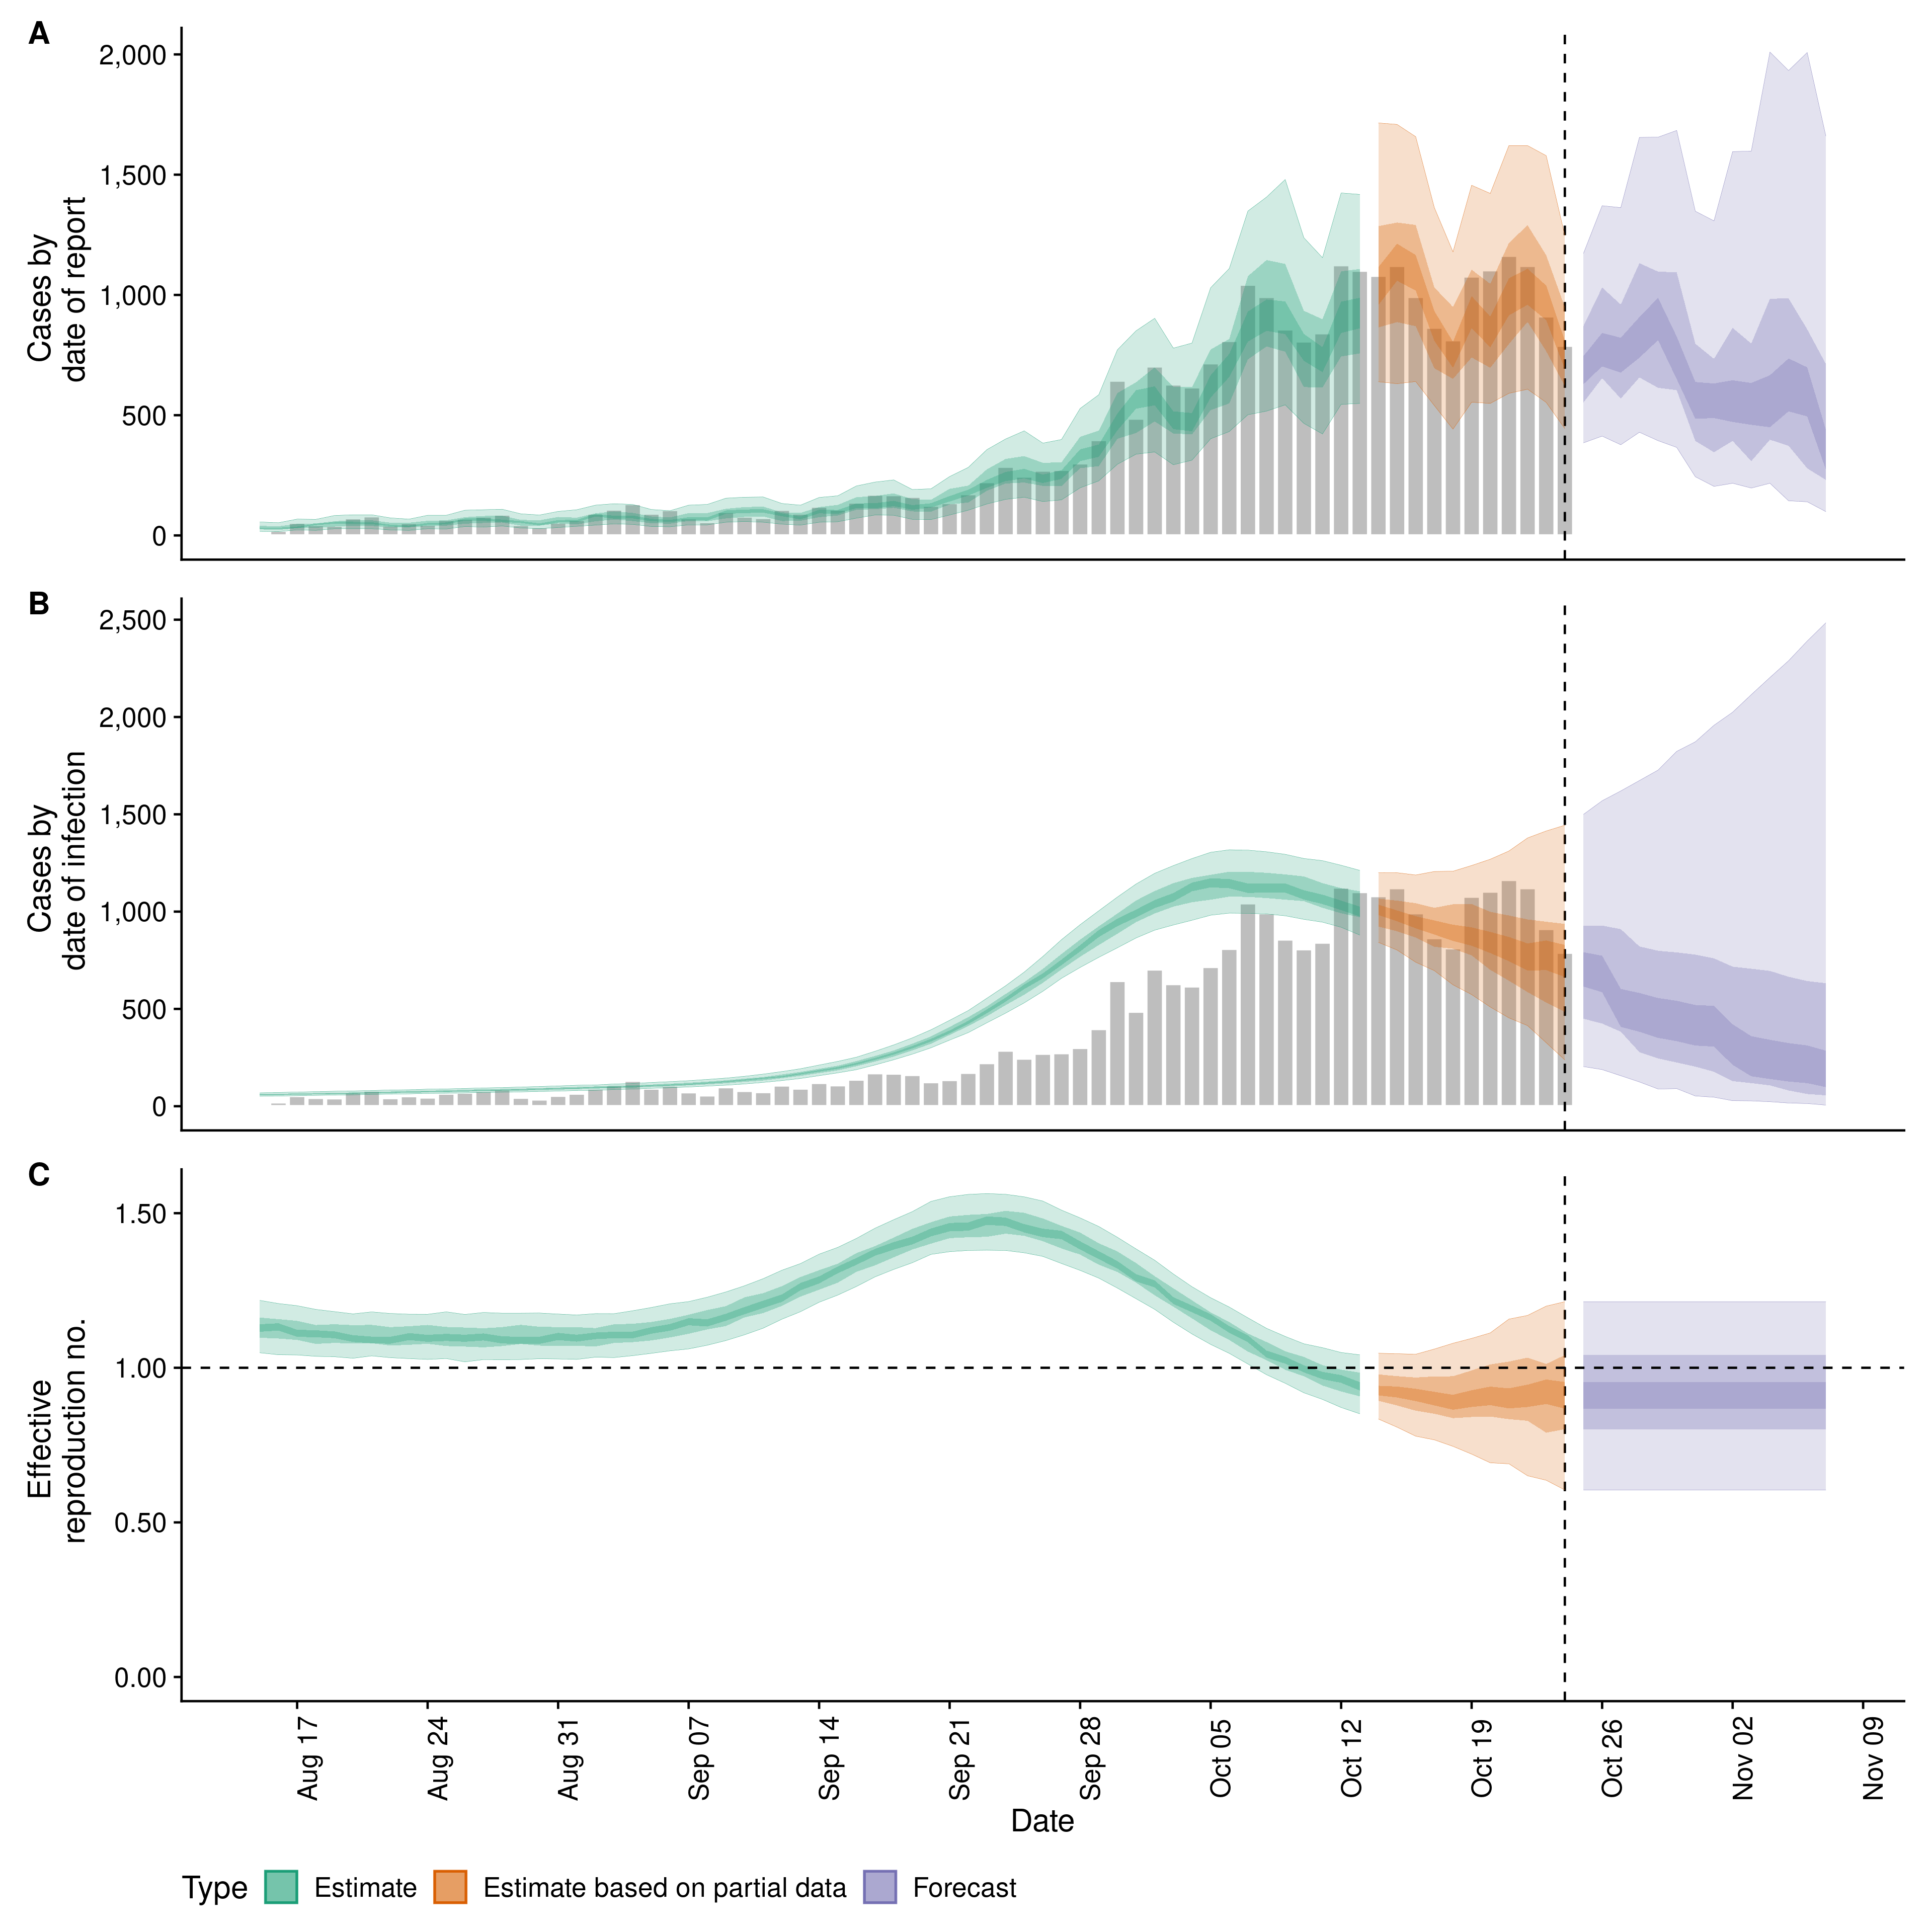 A
2,000
1,500
1,000
500
0
Cases by
date of report
B
2,500
2,000
1,500
1,000
500
0
Cases by
date of infection
C
1.50
1.00
0.50
0.00
Effective
reproduction no.
Aug 17
Aug 24
Aug 31
Sep 07
Sep 14
Sep 21
Sep 28
Oct 05
Oct 12
Oct 19
Oct 26
Nov 02
Nov 09
Date
Type
Estimate
Estimate based on partial data
Forecast